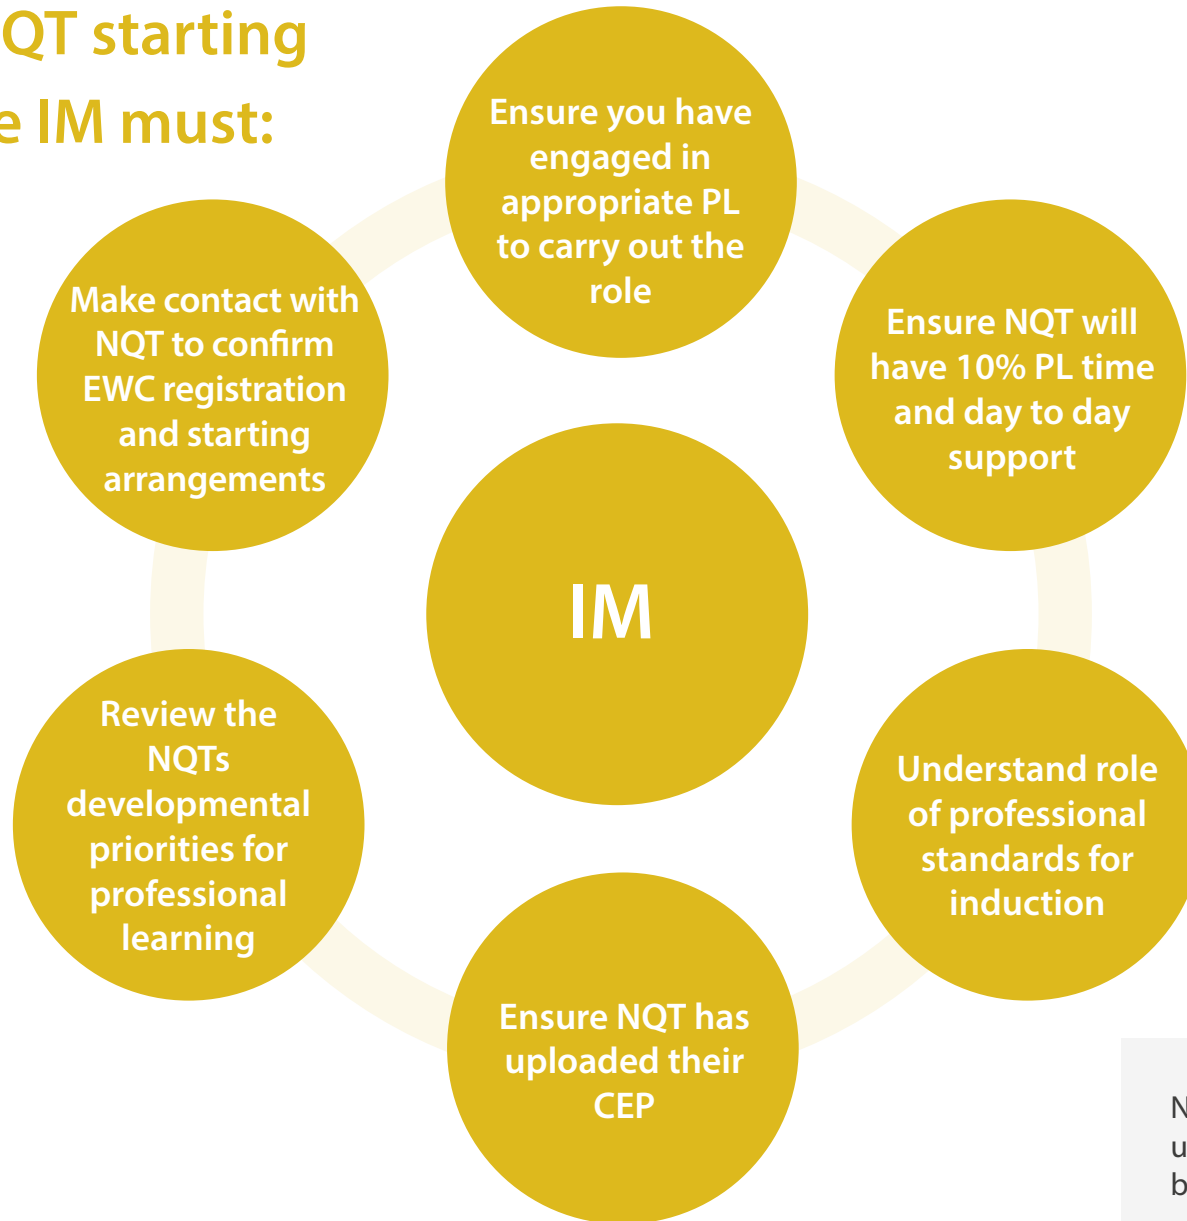 QT starting
e IM must:
Ensure you have
engaged in
appropriate PL
to carry out the
role
Ensure NQT will
have 10% PL time
and day to day
support
Understand role
of professional
standards for
induction
Ensure NQT has
uploaded their
CEP
Review the
NQTs
developmental
priorities for
professional
learning
Make contact with
NQT to confirm
EWC registration
and starting
arrangements
IM
N
u
b